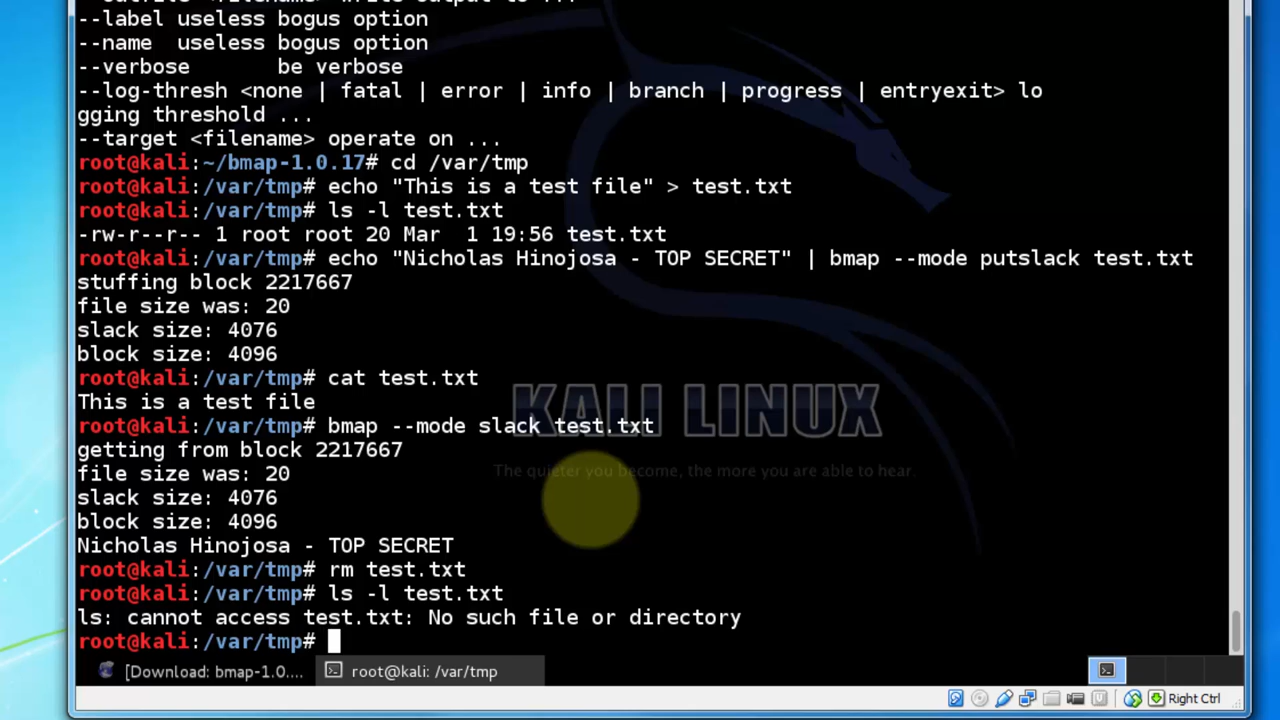 --label useless bogus option
--name  useless bogus option
--verbose       be verbose
--log-thresh <none | fatal | error | info | branch | progress | entryexit> lo
gging threshold ...
--target <filename> operate on ...
root@kali:~/bmap-1.0.17# cd /var/tmp
root@kali:/var/tmp# echo "This is a test file" > test.txt
root@kali:/var/tmp# ls -l test.txt
-rw-r--r-- 1 root root 20 Mar  1 19:56 test.txt
root@kali:/var/tmp# echo "Nicholas Hinojosa - TOP SECRET" | bmap --mode putslack test.txt
stuffing block 2217667
file size was: 20
slack size: 4076
block size: 4096
root@kali:/var/tmp# cat test.txt
This is a test file
root@kali:/var/tmp# bmap --mode slack test.txt
getting from block 2217667
file size was: 20
slack size: 4076
block size: 4096
Nicholas Hinojosa - TOP SECRET
root@kali:/var/tmp# rm test.txt
root@kali:/var/tmp# ls -l test.txt
ls: cannot access test.txt: No such file or directory
root@kali:/var/tmp#
KALI LINUX
The quieter you become, the more you are able to hear.
[Download: bmap-1.0....
root@kali: /var/tmp
Right Ctrl